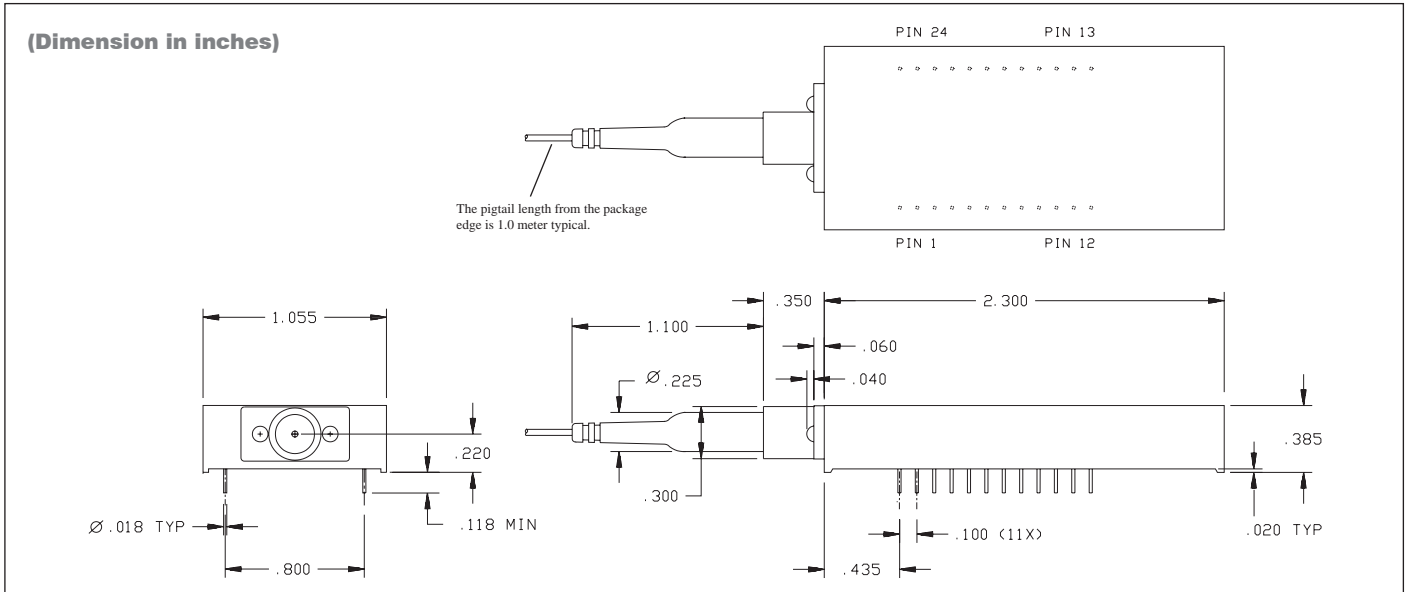 (Dimension in inches)
PIN 24
PIN 13
The pigtail length from the package
edge is 1.0 meter typical.
PIN 1
PIN 12
1.055
.350
2.300
1.100
.060
.040
Ø.225
.220
.385
.300
.118 MIN
Ø.018 TYP
.100 (11X)
.020 TYP
.800
.435